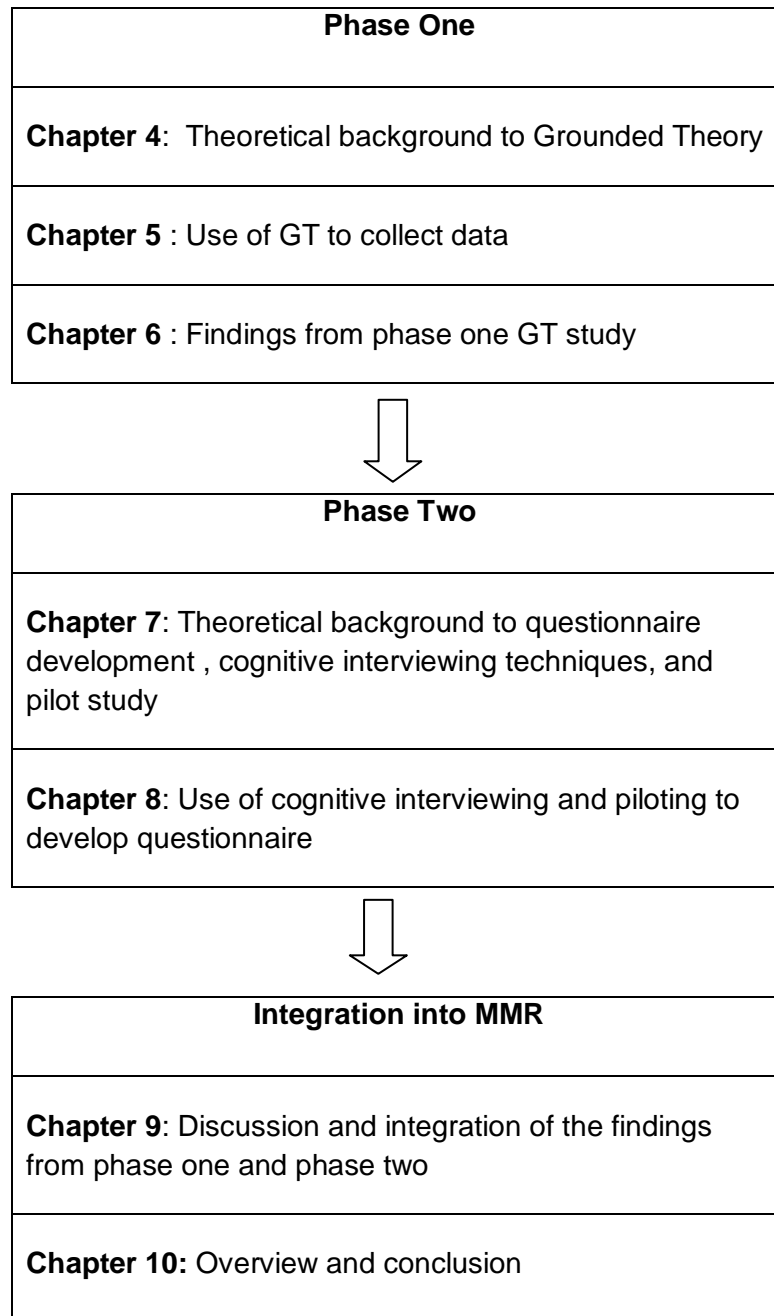 Phase One
Chapter 4:  Theoretical background to Grounded Theory
Chapter 5 : Use of GT to collect data
Chapter 6 : Findings from phase one GT study
Phase Two
Chapter 7: Theoretical background to questionnaire
development , cognitive interviewing techniques, and
pilot study
Chapter 8: Use of cognitive interviewing and piloting to
develop questionnaire
Integration into MMR
Chapter 9: Discussion and integration of the findings
from phase one and phase two
Chapter 10: Overview and conclusion